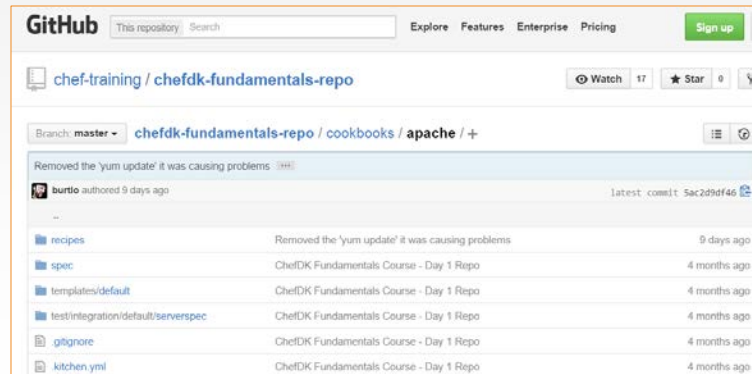 GitHub This repository Search Explore Features Enterprise Pricing Sign up
chef-training / chefdk-fundamentals-repo Watch 17 Star 0
Branch: master chefdk-fundamentals-repo / cookbooks / apache / +
Removed the 'yum update' it was causing problems ...
burtlo authored 9 days ago latest commit 5ac2d9df46
..
recipes Removed the 'yum update' it was causing problems 9 days ago
spec ChefDK Fundamentals Course - Day 1 Repo 4 months ago
templates/default ChefDK Fundamentals Course - Day 1 Repo 4 months ago
test/integration/default/serverspec ChefDK Fundamentals Course - Day 1 Repo 4 months ago
.gitignore ChefDK Fundamentals Course - Day 1 Repo 4 months ago
.kitchen.yml ChefDK Fundamentals Course - Day 1 Repo 4 months ago